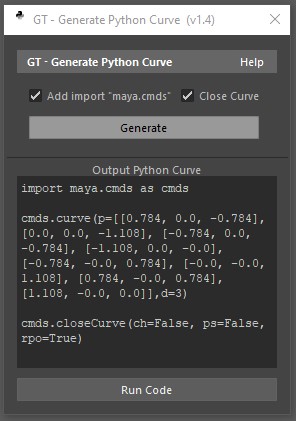 GT - Generate Python Curve (v1.4)
GT - Generate Python Curve Help
Add import "maya.cmds" Close Curve
Generate
Output Python Curve
import maya.cmds as cmds
cmds.curve(p=[[0.784, 0.0, -0.784],
[0.0, 0.0, -1.108], [-0.784, 0.0,
-0.784], [-1.108, 0.0, -0.0],
[-0.784, -0.0, 0.784], [-0.0, -0.0,
1.108], [0.784, -0.0, 0.784],
[1.108, -0.0, 0.0]],d=3)
cmds.closeCurve(ch=False, ps=False,
rpo=True)
Run Code